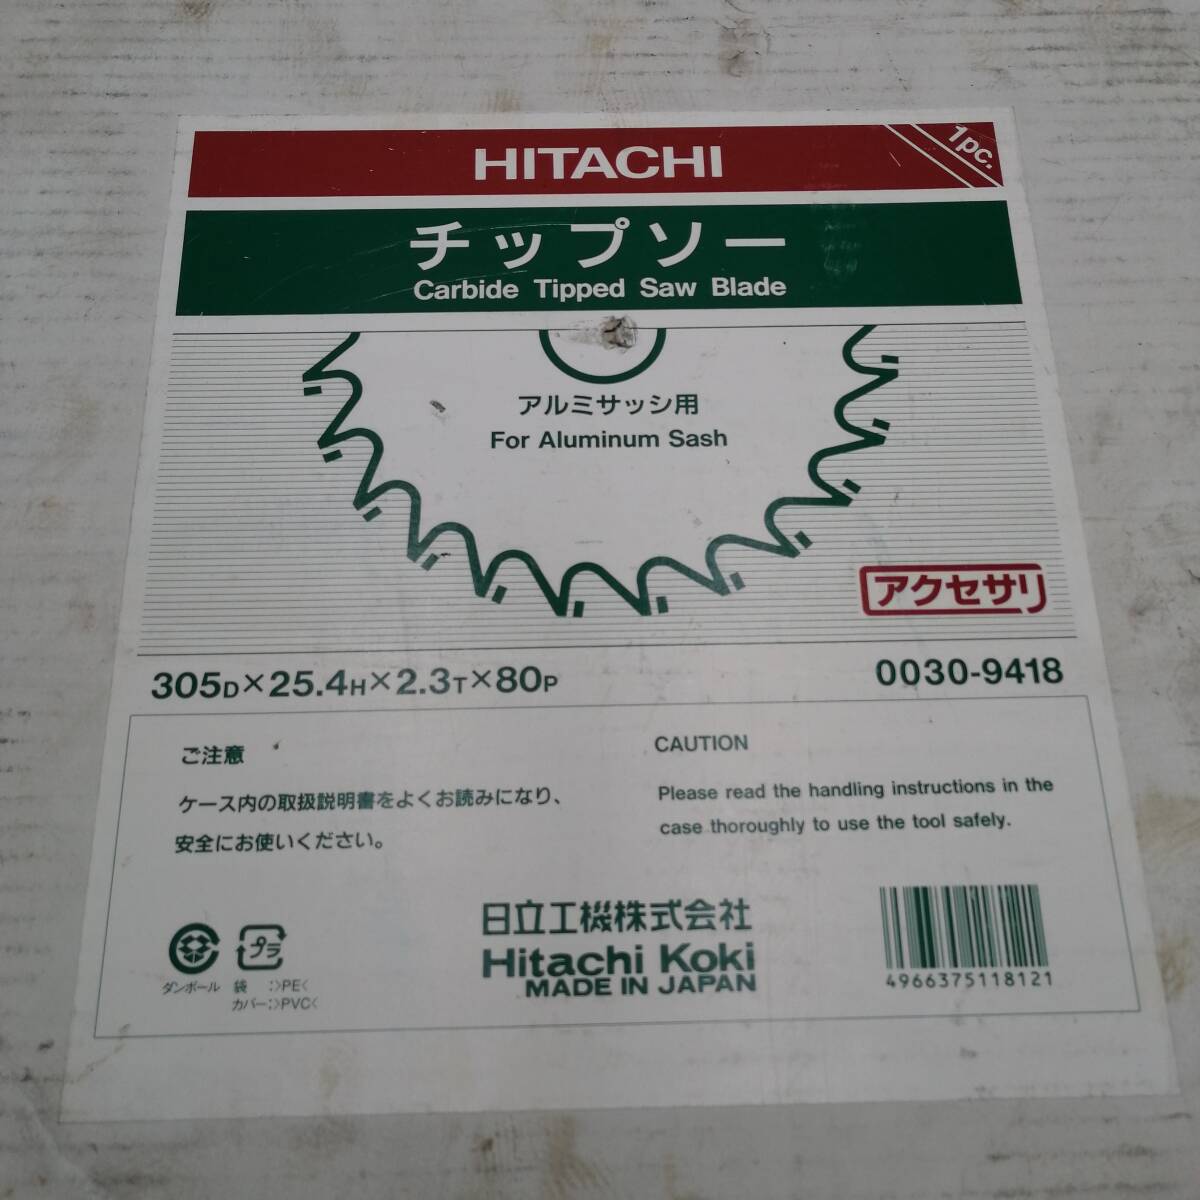 HITACHI
1pc.
チップソー
Carbide Tipped Saw Blade
アルミサッシ用
For Aluminum Sash
アクセサリ
305D×25.4H×2.3T×80P
0030-9418
ご注意
ケース内の取扱説明書をよくお読みになり、
安全にお使いください。
CAUTION
Please read the handling instructions in the
case thoroughly to use the tool safely.
プラ
ダンボール
袋 :>PE<
カバー:>PVC<
日立工機株式会社
Hitachi Koki
MADE IN JAPAN
4966375118121